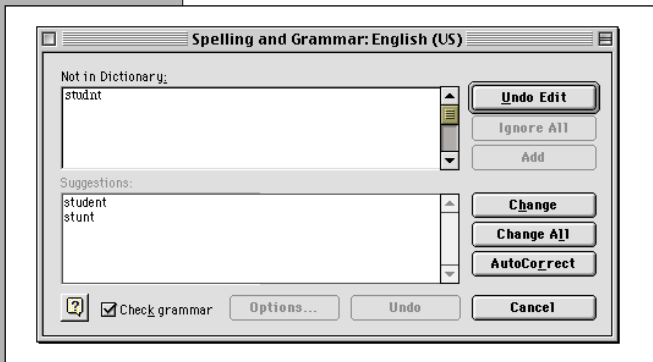 Spelling and Grammar: English (US)
Not in Dictionary:
studnt
Undo Edit
Ignore All
Add
Suggestions:
student
stunt
Change
Change All
AutoCorrect
Check grammar
Options...
Undo
Cancel